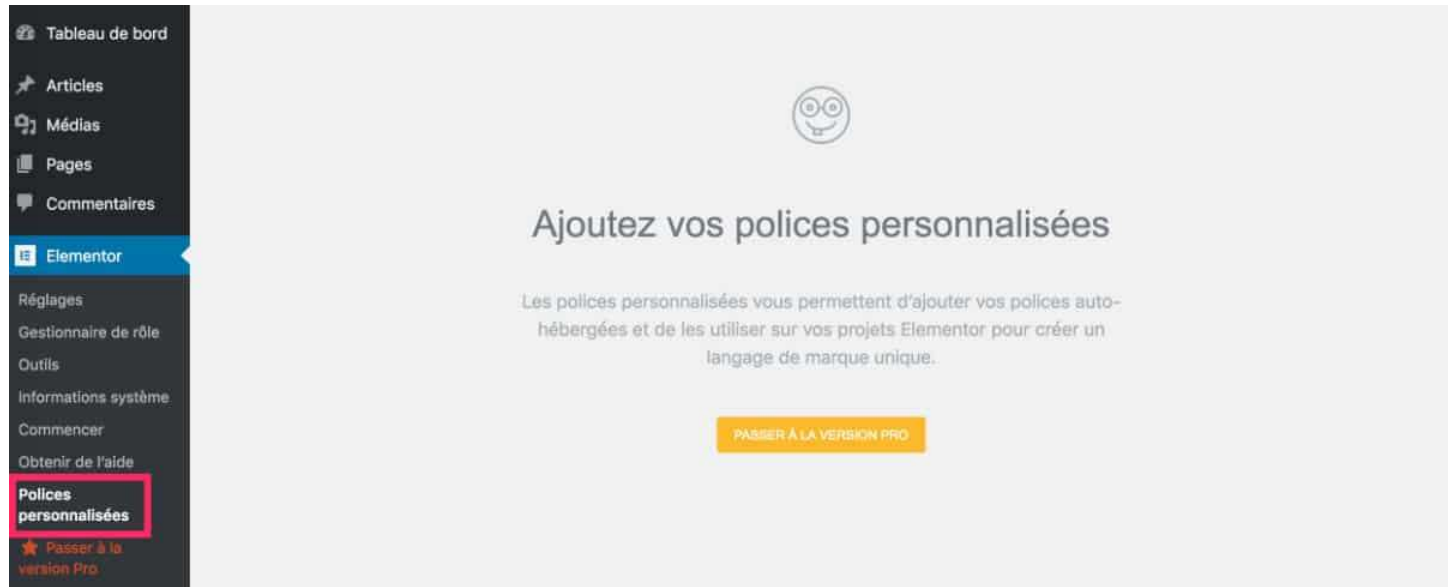 Tableau de bord
Articles
Médias
Pages
Commentaires
Elementor
Réglages
Gestionnaire de rôle
Outils
Informations système
Commencer
Obtenir de l'aide
Polices
personnalisées
Passer à la
version Pro
Ajoutez vos polices personnalisées
Les polices personnalisées vous permettent d'ajouter vos polices auto-
hébergées et de les utiliser sur vos projets Elementor pour créer un
langage de marque unique.
PASSER À LA VERSION PRO